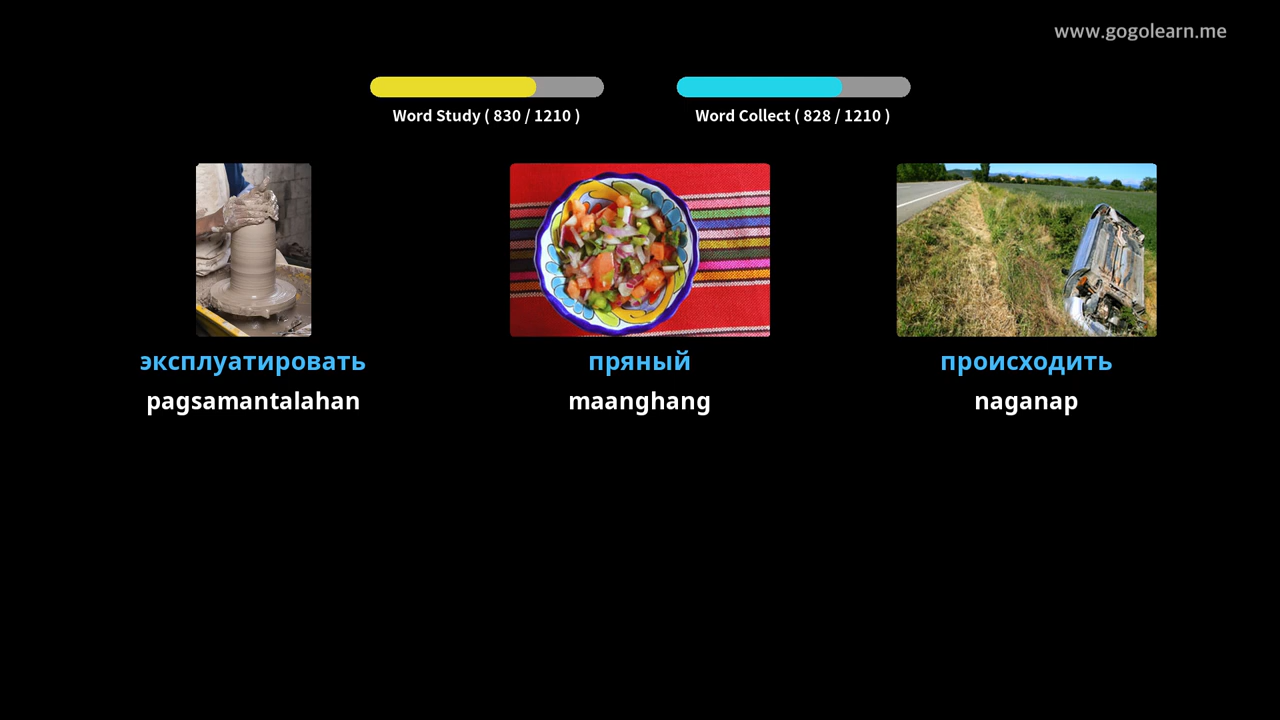 www.gogolearn.me
Word Study ( 830 / 1210 )
Word Collect ( 828 / 1210 )
эксплуатировать
pagsamantalahan
пряный
maanghang
происходить
naganap